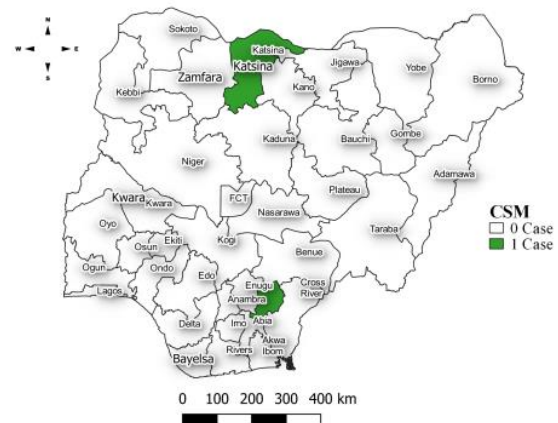 N
W E
S
Sokoto
Katsina
Katsina
Jigawa
Yobe
Borno
Zamfara
Kebbi
Kano
Kaduna
Bauchi
Gombe
Niger
Adamawa
Plateau
FCT
Kwara
Kwara
Nasarawa
Taraba
CSM
0 Case
1 Case
Oyo
Osun
Ekiti
Kogi
Benue
Ogun
Ondo
Edo
Enugu
Cross
River
Lagos
Anambra
Delta
Imo
Abia
Akwa
Ibom
Bayelsa
Rivers
0 100 200 300 400 km